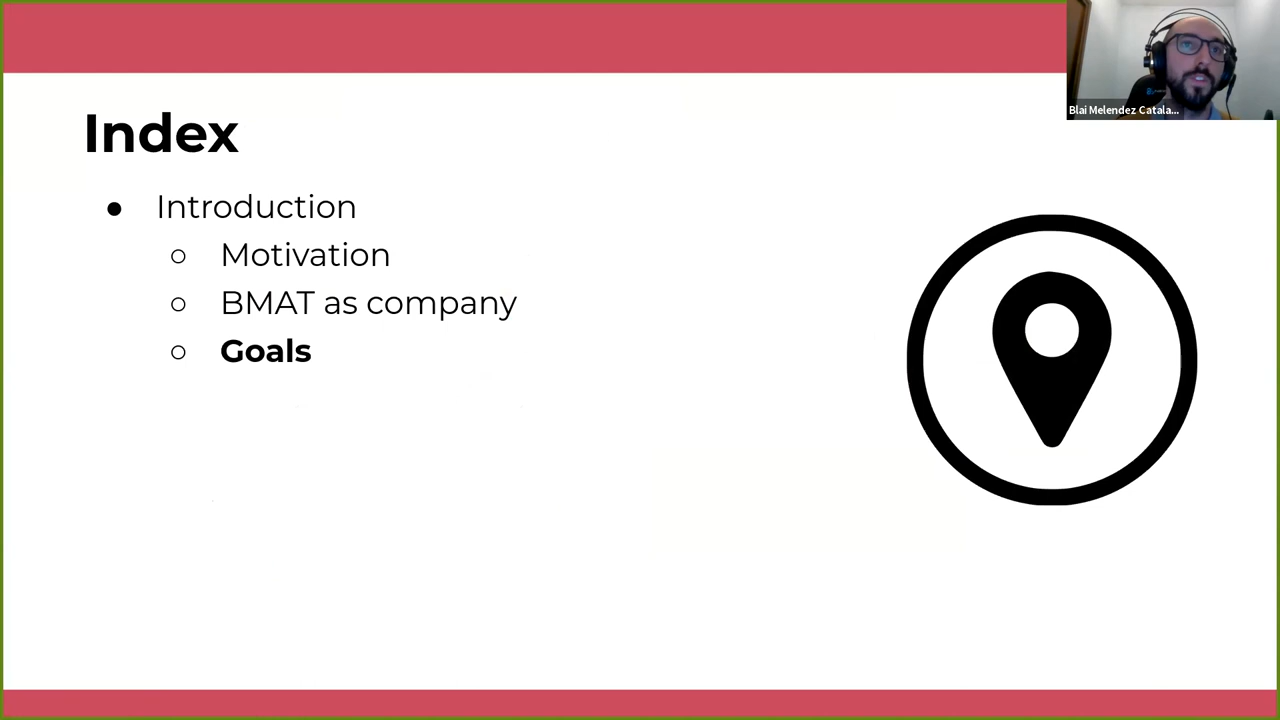 Blai Melendez Catala...
Index
● Introduction
○ Motivation
○ BMAT as company
○ Goals